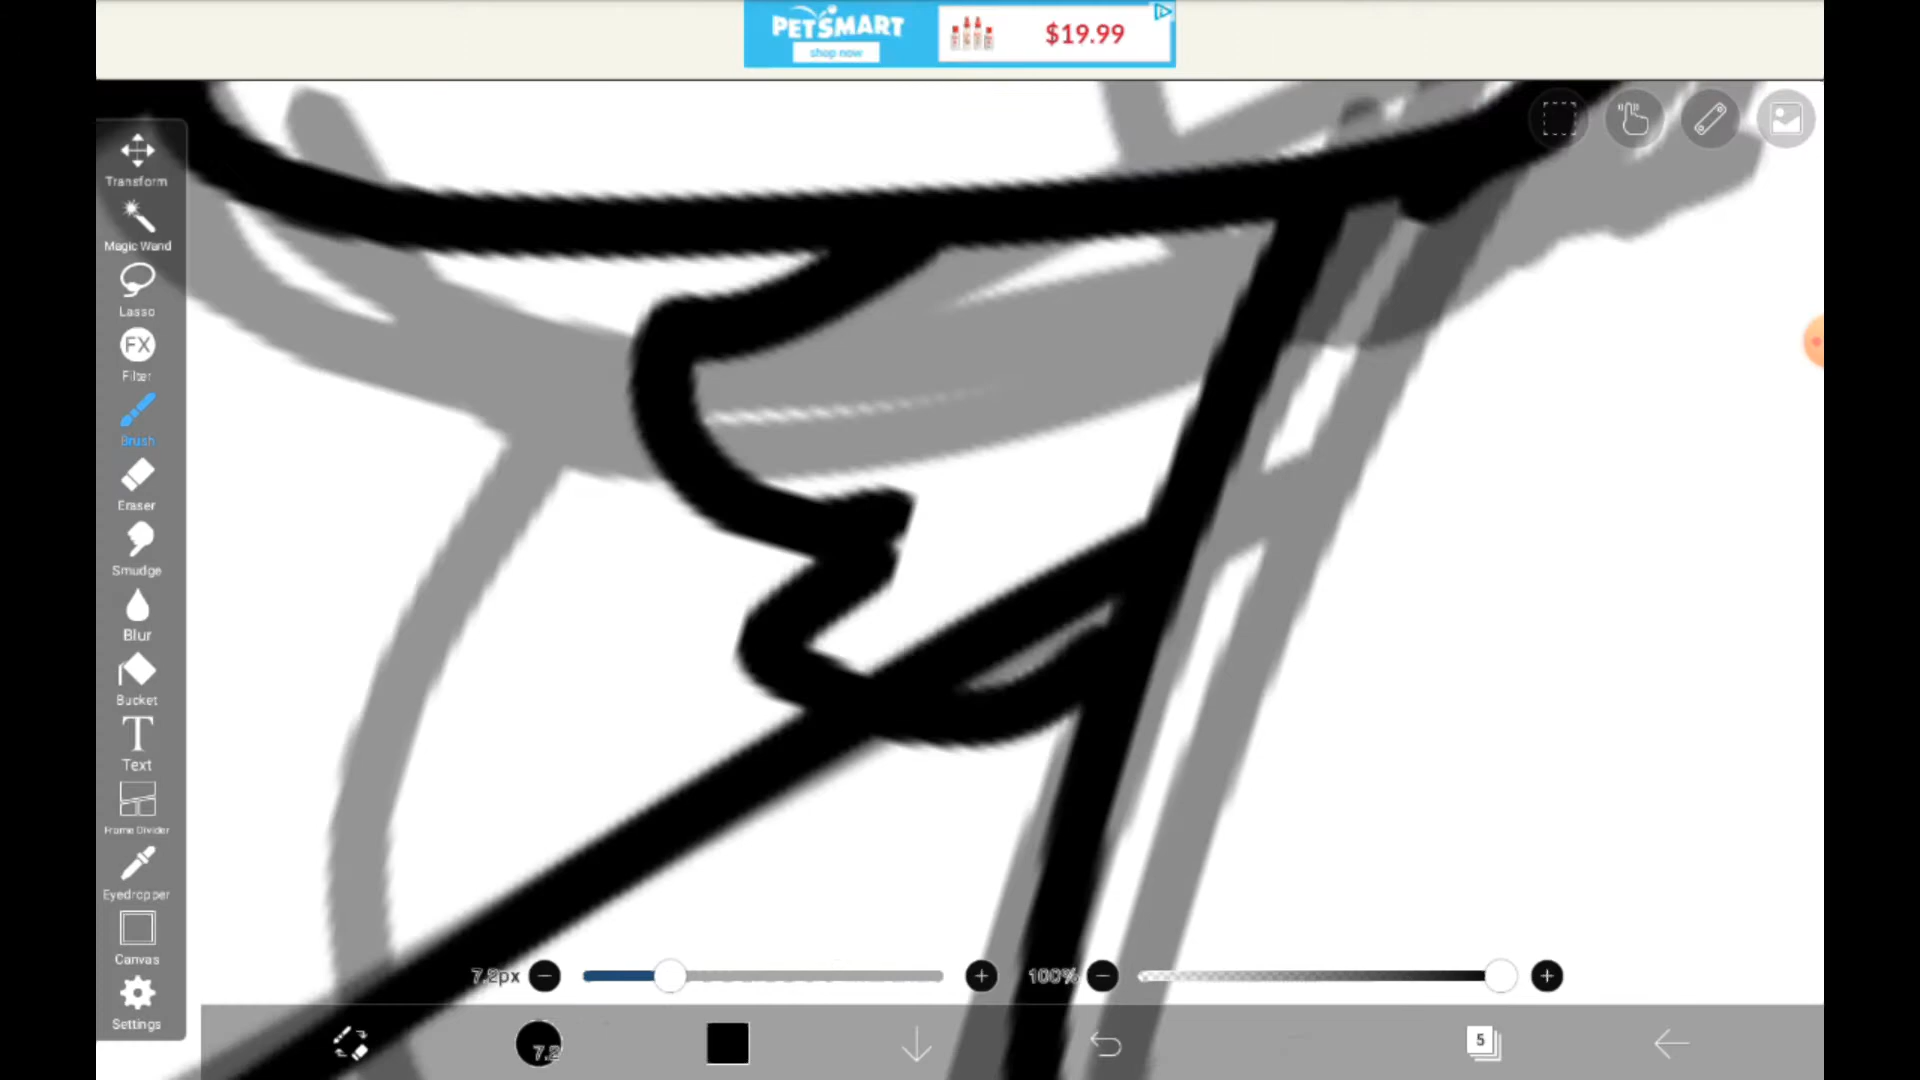 PETSMART
shop now
$19.99
Transform
Magic Wand
Lasso
FX
Filter
Brush
Eraser
Smudge
Blur
Bucket
T
Text
Frame Divider
Eyedropper
Canvas
Settings
7.2px
100%
7.2
5